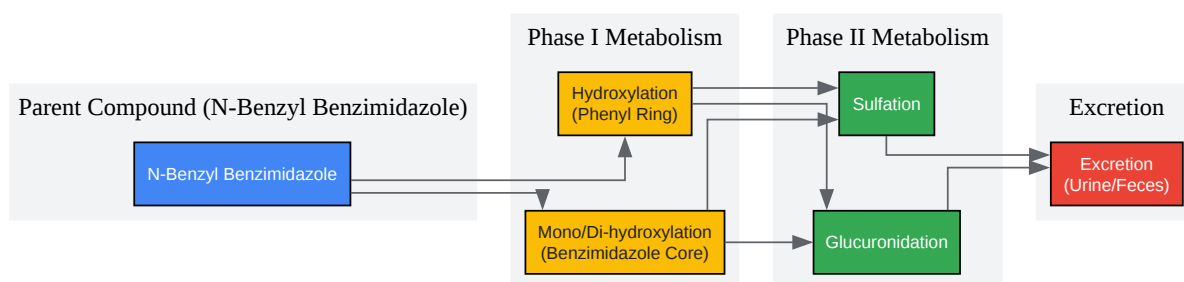 Parent Compound (N-Benzyl Benzimidazole)
N-Benzyl Benzimidazole
Phase I Metabolism
Hydroxylation
(Phenyl Ring)
Mono/Di-hydroxylation
(Benzimidazole Core)
Phase II Metabolism
Sulfation
Glucuronidation
Excretion
Excretion
(Urine/Feces)